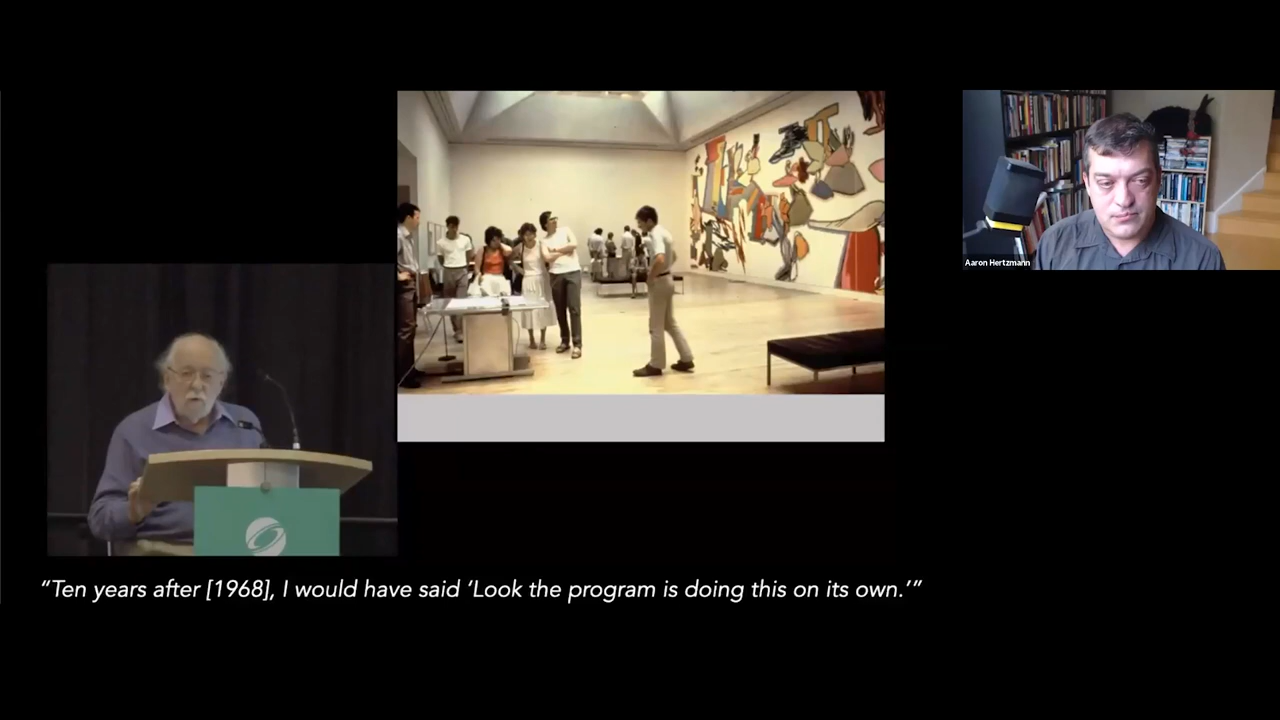 Aaron Hertzmann
“Ten years after [1968], I would have said ‘Look the program is doing this on its own.’”